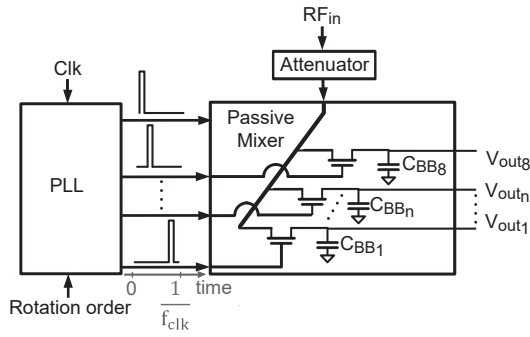 RFin
Attenuator
Clk
PLL
Passive
Mixer
CBB8
Vout8
CBBn
Voutn
CBB1
Vout1
Rotation order
0
1
fclk
time